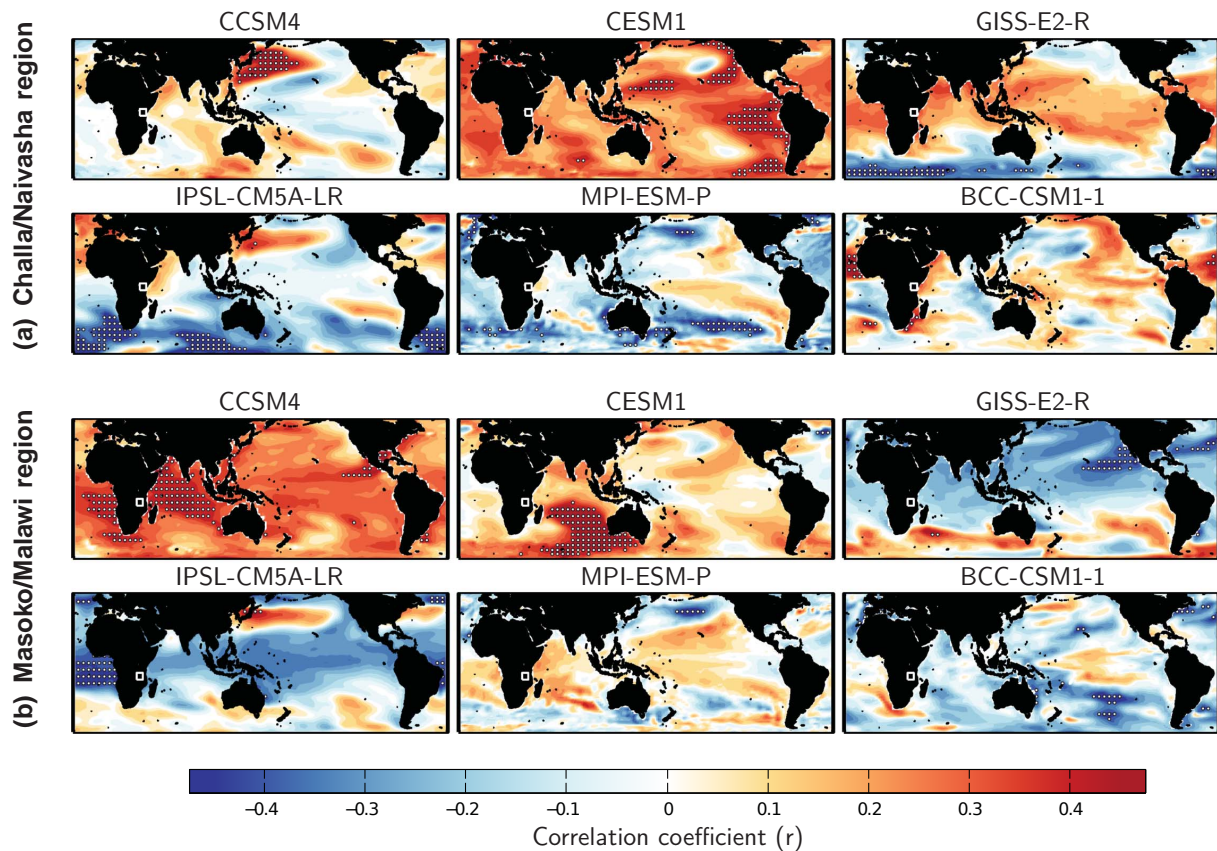 (a) Challa/Naivasha region
CCSM4
CESM1
GISS-E2-R
IPSL-CM5A-LR
MPI-ESM-P
BCC-CSM1-1
(b) Masoko/Malawi region
CCSM4
CESM1
GISS-E2-R
IPSL-CM5A-LR
MPI-ESM-P
BCC-CSM1-1
−0.4 −0.3 −0.2 −0.1 0 0.1 0.2 0.3 0.4
Correlation coefficient (r)